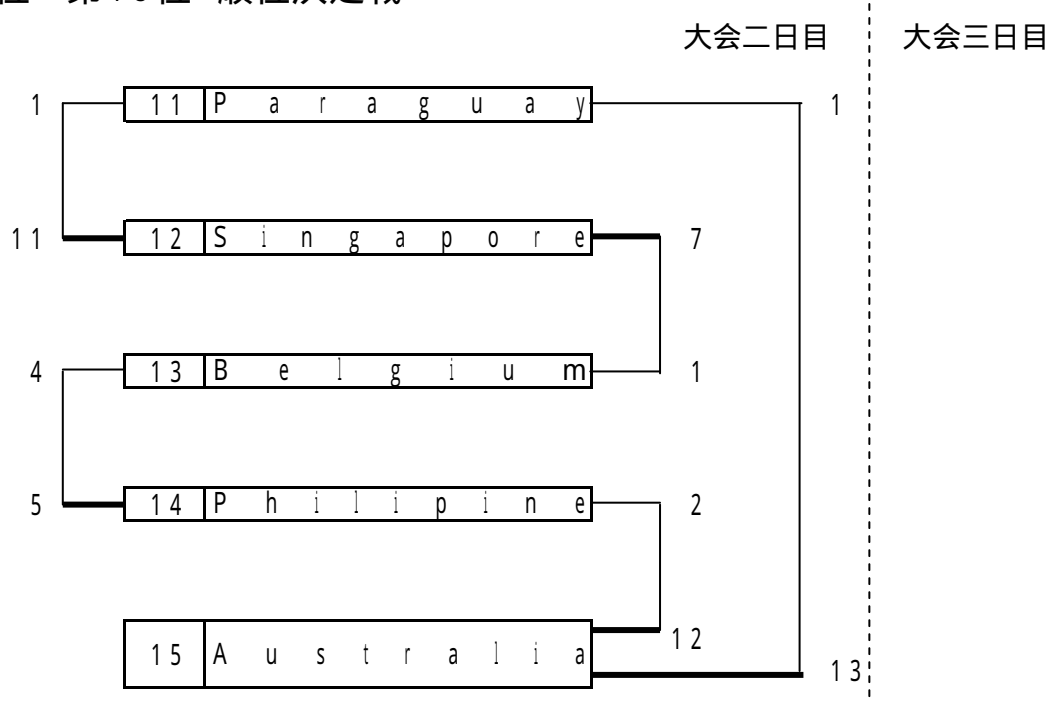 大会二日目 大会三日目
1 11 Paraguay 1
11 12 Singapore 7
4 13 Belgium 1
5 14 Philipine 2
12
15 Australia
13